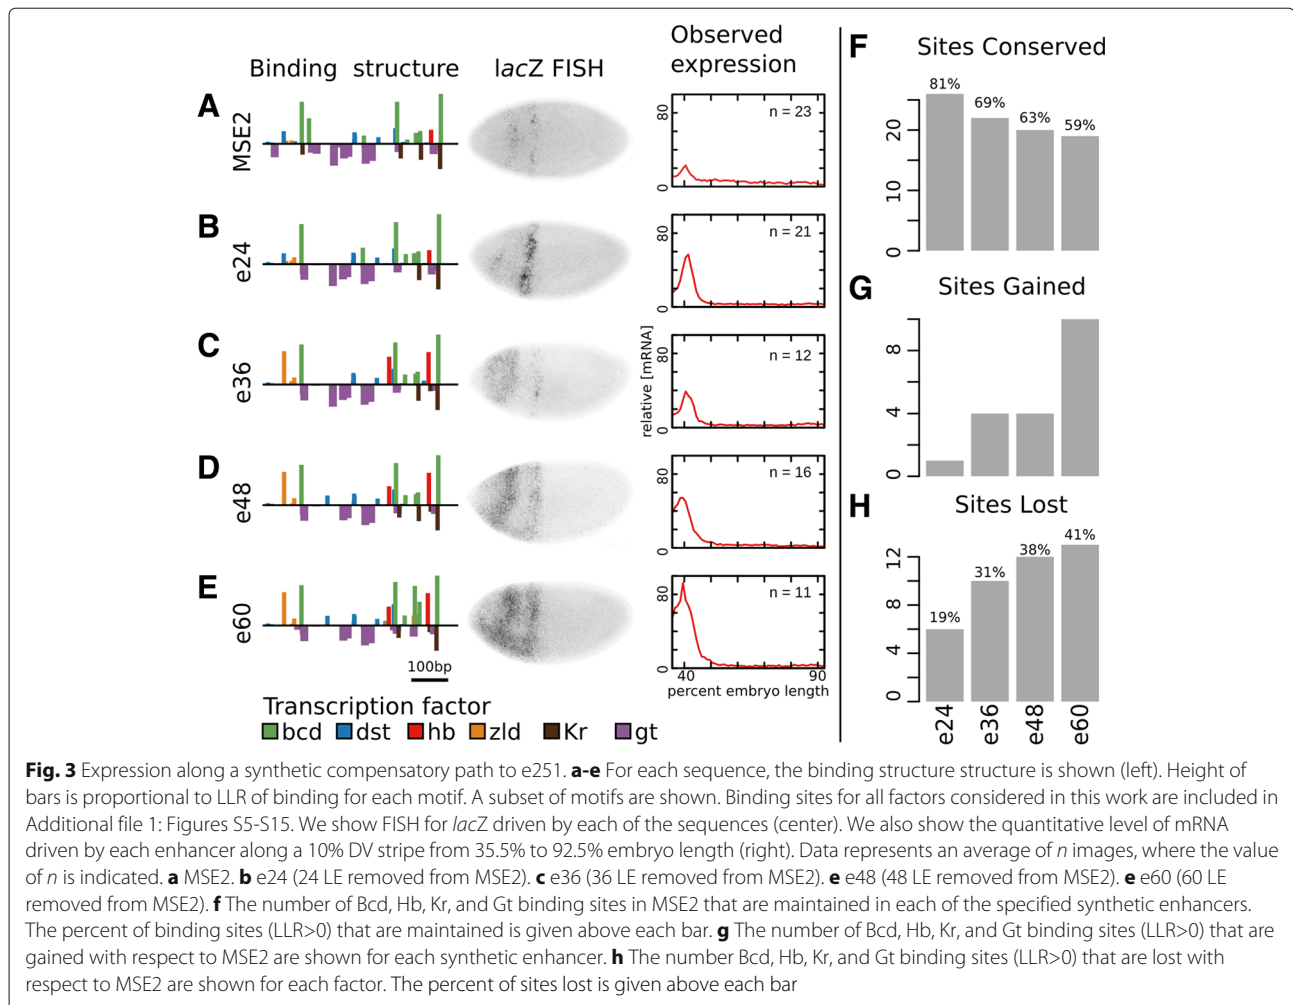 Binding structure
lacZ FISH
Observed
expression
A
MSE2
80
0
n = 23
B
e24
80
0
n = 21
C
e36
relative [mRNA]
80
0
n = 12
D
e48
80
0
n = 16
E
e60
80
0
n = 11
100bp
40
90
percent embryo length
Transcription factor
bcd
dst
hb
zld
Kr
gt
F
Sites Conserved
81%
69%
63%
59%
20
10
0
G
Sites Gained
8
4
0
H
Sites Lost
19%
31%
38%
41%
12
8
4
0
e24
e36
e48
e60
Fig. 3 Expression along a synthetic compensatory path to e251. a-e For each sequence, the binding structure structure is shown (left). Height of
bars is proportional to LLR of binding for each motif. A subset of motifs are shown. Binding sites for all factors considered in this work are included in
Additional file 1: Figures S5-S15. We show FISH for lacZ driven by each of the sequences (center). We also show the quantitative level of mRNA
driven by each enhancer along a 10% DV stripe from 35.5% to 92.5% embryo length (right). Data represents an average of n images, where the value
of n is indicated. a MSE2. b e24 (24 LE removed from MSE2). c e36 (36 LE removed from MSE2). e e48 (48 LE removed from MSE2). e e60 (60 LE
removed from MSE2). f The number of Bcd, Hb, Kr, and Gt binding sites in MSE2 that are maintained in each of the specified synthetic enhancers.
The percent of binding sites (LLR>0) that are maintained is given above each bar. g The number of Bcd, Hb, Kr, and Gt binding sites (LLR>0) that are
gained with respect to MSE2 are shown for each synthetic enhancer. h The number Bcd, Hb, Kr, and Gt binding sites (LLR>0) that are lost with
respect to MSE2 are shown for each factor. The percent of sites lost is given above each bar